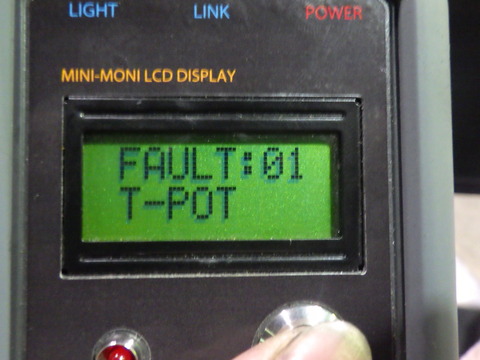 LIGHT LINK POWER
MINI-MONI LCD DISPLAY
FAULT:01
T-POT